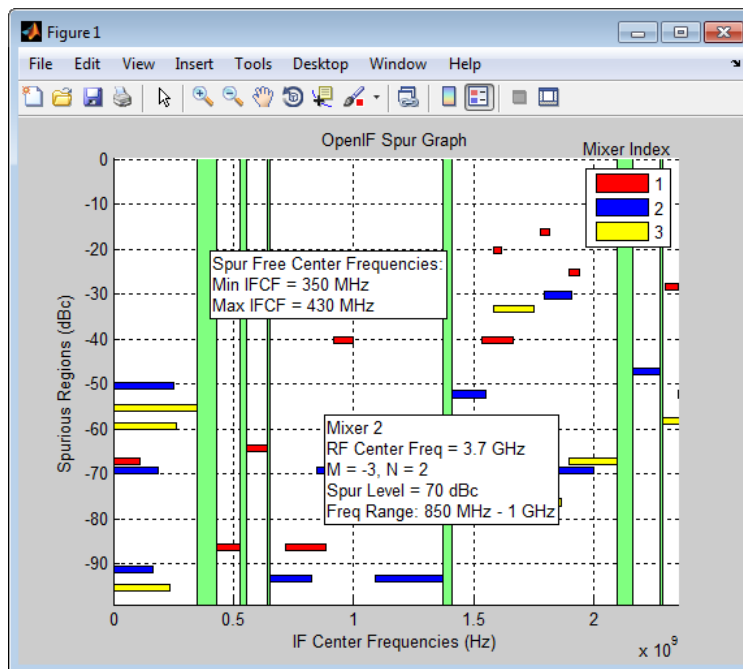 Figure 1
File Edit View Insert Tools Desktop Window Help
OpenIF Spur Graph
Mixer Index
1
2
3
0
-10
-20
-30
-40
-50
-60
-70
-80
-90
Spurious Regions (dBc)
Spur Free Center Frequencies:
Min IFCF = 350 MHz
Max IFCF = 430 MHz
Mixer 2
RF Center Freq = 3.7 GHz
M = -3, N = 2
Spur Level = 70 dBc
Freq Range: 850 MHz - 1 GHz
0 0.5 1 1.5 2
IF Center Frequencies (Hz)
x 10^9